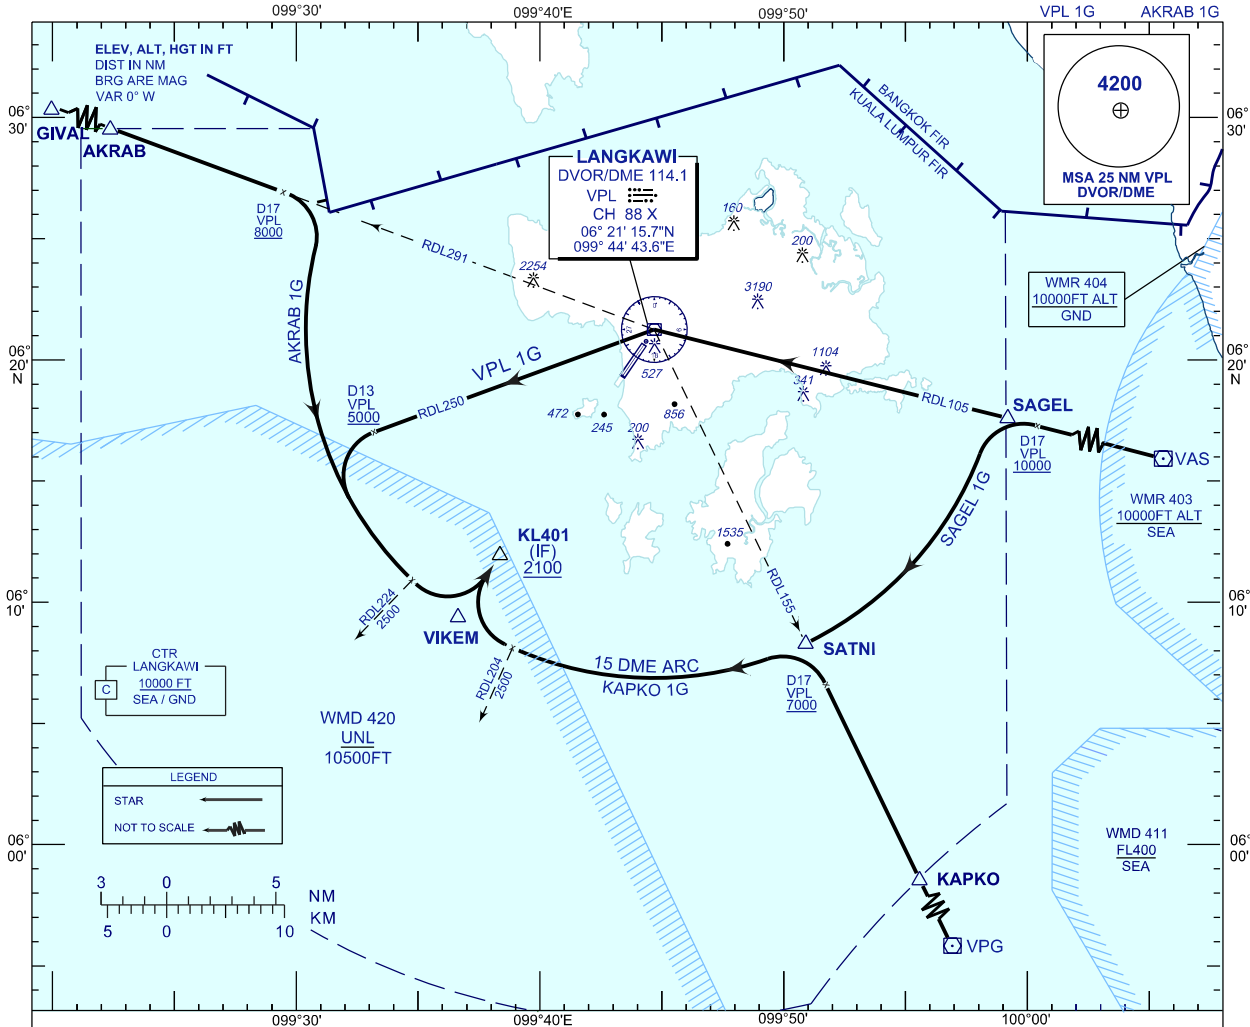 099°30'
099°40'E
099°50'
VPL 1G
AKRAB 1G
ELEV, ALT, HGT IN FT
DIST IN NM
BRG ARE MAG
VAR 0° W
06°
30'
GIVAL
AKRAB
BANGKOK FIR
KUALA LUMPUR FIR
4200
MSA 25 NM VPL
DVOR/DME
06°
30'
LANGKAWI
DVOR/DME 114.1
VPL
CH 88 X
06° 21' 15.7"N
099° 44' 43.6"E
D17
VPL
8000
RDL291
2254
160
200
3190
WMR 404
10000FT ALT
GND
AKRAB 1G
VPL 1G
527
1104
341
06°
20'
N
06°
20'
N
D13
VPL
5000
RDL250
472
245
856
200
RDL105
SAGEL
D17
VPL
10000
VAS
SAGEL 1G
WMR 403
10000FT ALT
SEA
KL401
(IF)
2100
1535
RDL155
RDL224
2500
VIKEM
06°
10'
06°
10'
SATNI
RDL204
2500
15 DME ARC
KAPKO 1G
D17
VPL
7000
CTR
LANGKAWI
10000 FT
SEA / GND
C
WMD 420
UNL
10500FT
LEGEND
STAR
NOT TO SCALE
06°
00'
WMD 411
FL400
SEA
06°
00'
KAPKO
VPG
3 0 5
NM
KM
5 0 10
099°30'
099°40'E
099°50'
100°00'